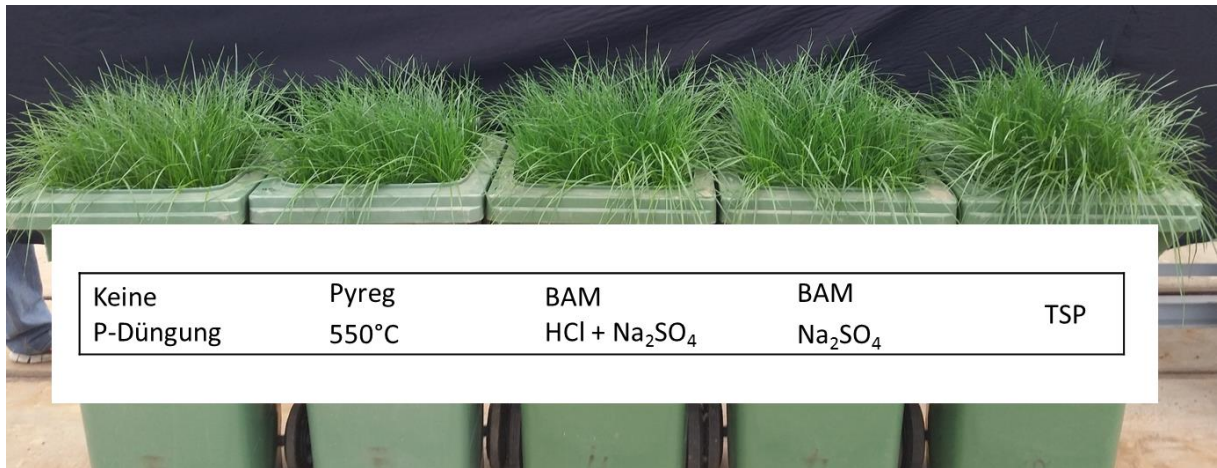 Keine
P-Düngung
Pyreg
550°C
BAM
HCl + Na₂SO₄
BAM
Na₂SO₄
TSP